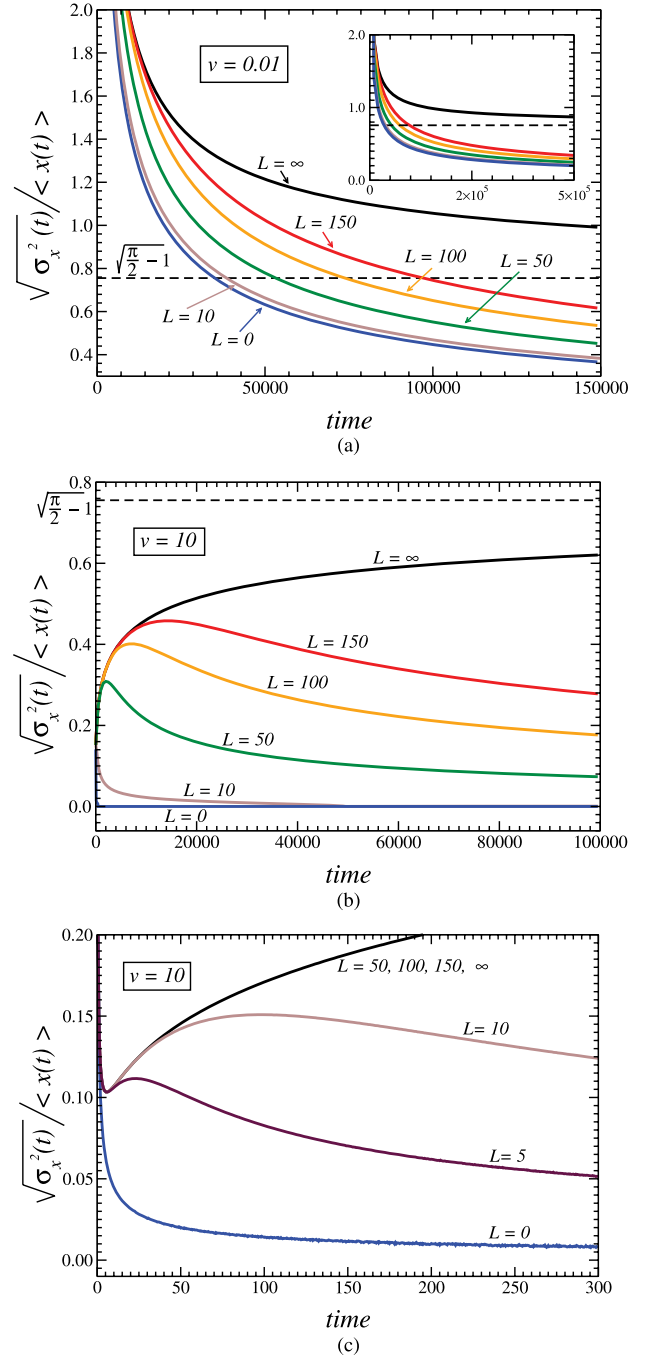 2.0
1.8
1.6
1.4
1.2
1.0
0.8
0.6
0.4
0
50000
100000
150000
√σx²(t) / < x(t) >
time
(a)
v = 0.01
L = ∞
L = 150
L = 100
L = 50
L = 10
L = 0
√π/2 − 1
2.0
1.0
0.0
0
2×10⁵
5×10⁵
0.8
0.6
0.4
0.2
0.0
0
20000
40000
60000
80000
100000
√σx²(t) / < x(t) >
time
(b)
√π/2 − 1
v = 10
L = ∞
L = 150
L = 100
L = 50
L = 10
L = 0
0.20
0.15
0.10
0.05
0.00
0
50
100
150
200
250
300
√σx²(t) / < x(t) >
time
(c)
v = 10
L = 50, 100, 150, ∞
L= 10
L= 5
L= 0